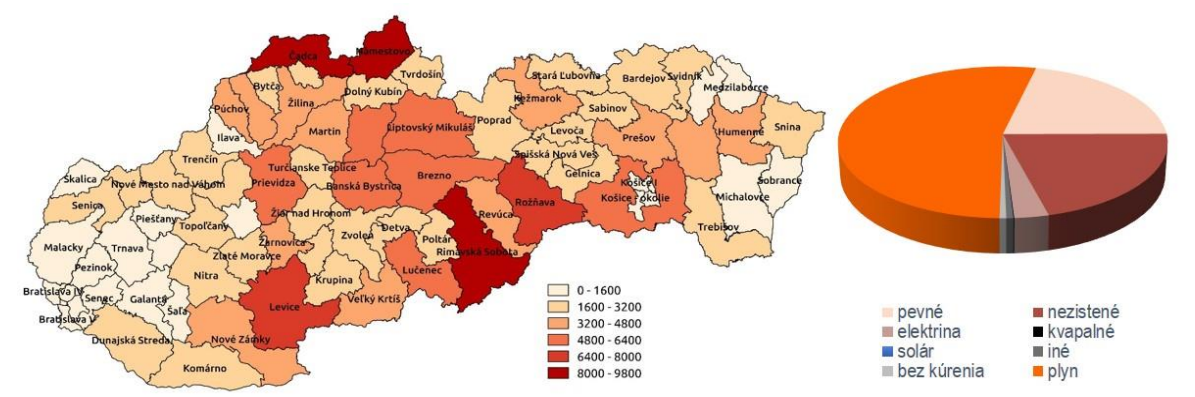 Čadca
Námestovo
Tvrdošín
Bytča
Dolný Kubín
Stará Ľubovňa
Bardejov
Svidník
Medzilaborce
Púchov
Žilina
Kežmarok
Sabinov
Ilava
Martin
Liptovský Mikuláš
Poprad
Levoča
Prešov
Humenné
Snina
Trenčín
Turčianske Teplice
Spišská Nová Ves
Gelnica
Skalica
Nové Mesto nad Váhom
Prievidza
Banská Bystrica
Brezno
Košice I
Košice - okolie
Michalovce
Sobrance
Senica
Piešťany
Topoľčany
Žiar nad Hronom
Revúca
Rožňava
Trebišov
Malacky
Trnava
Žarnovica
Zvolen
Detva
Poltár
Rimavská Sobota
Pezinok
Zlaté Moravce
Nitra
Krupina
Lučenec
Bratislava IV
Senec
Galanta
Šaľa
Levice
Veľký Krtíš
Bratislava V
Dunajská Streda
Nové Zámky
Komárno
0 - 1600
1600 - 3200
3200 - 4800
4800 - 6400
6400 - 8000
8000 - 9800
pevné
nezistené
elektrina
kvapalné
solár
iné
bez kúrenia
plyn